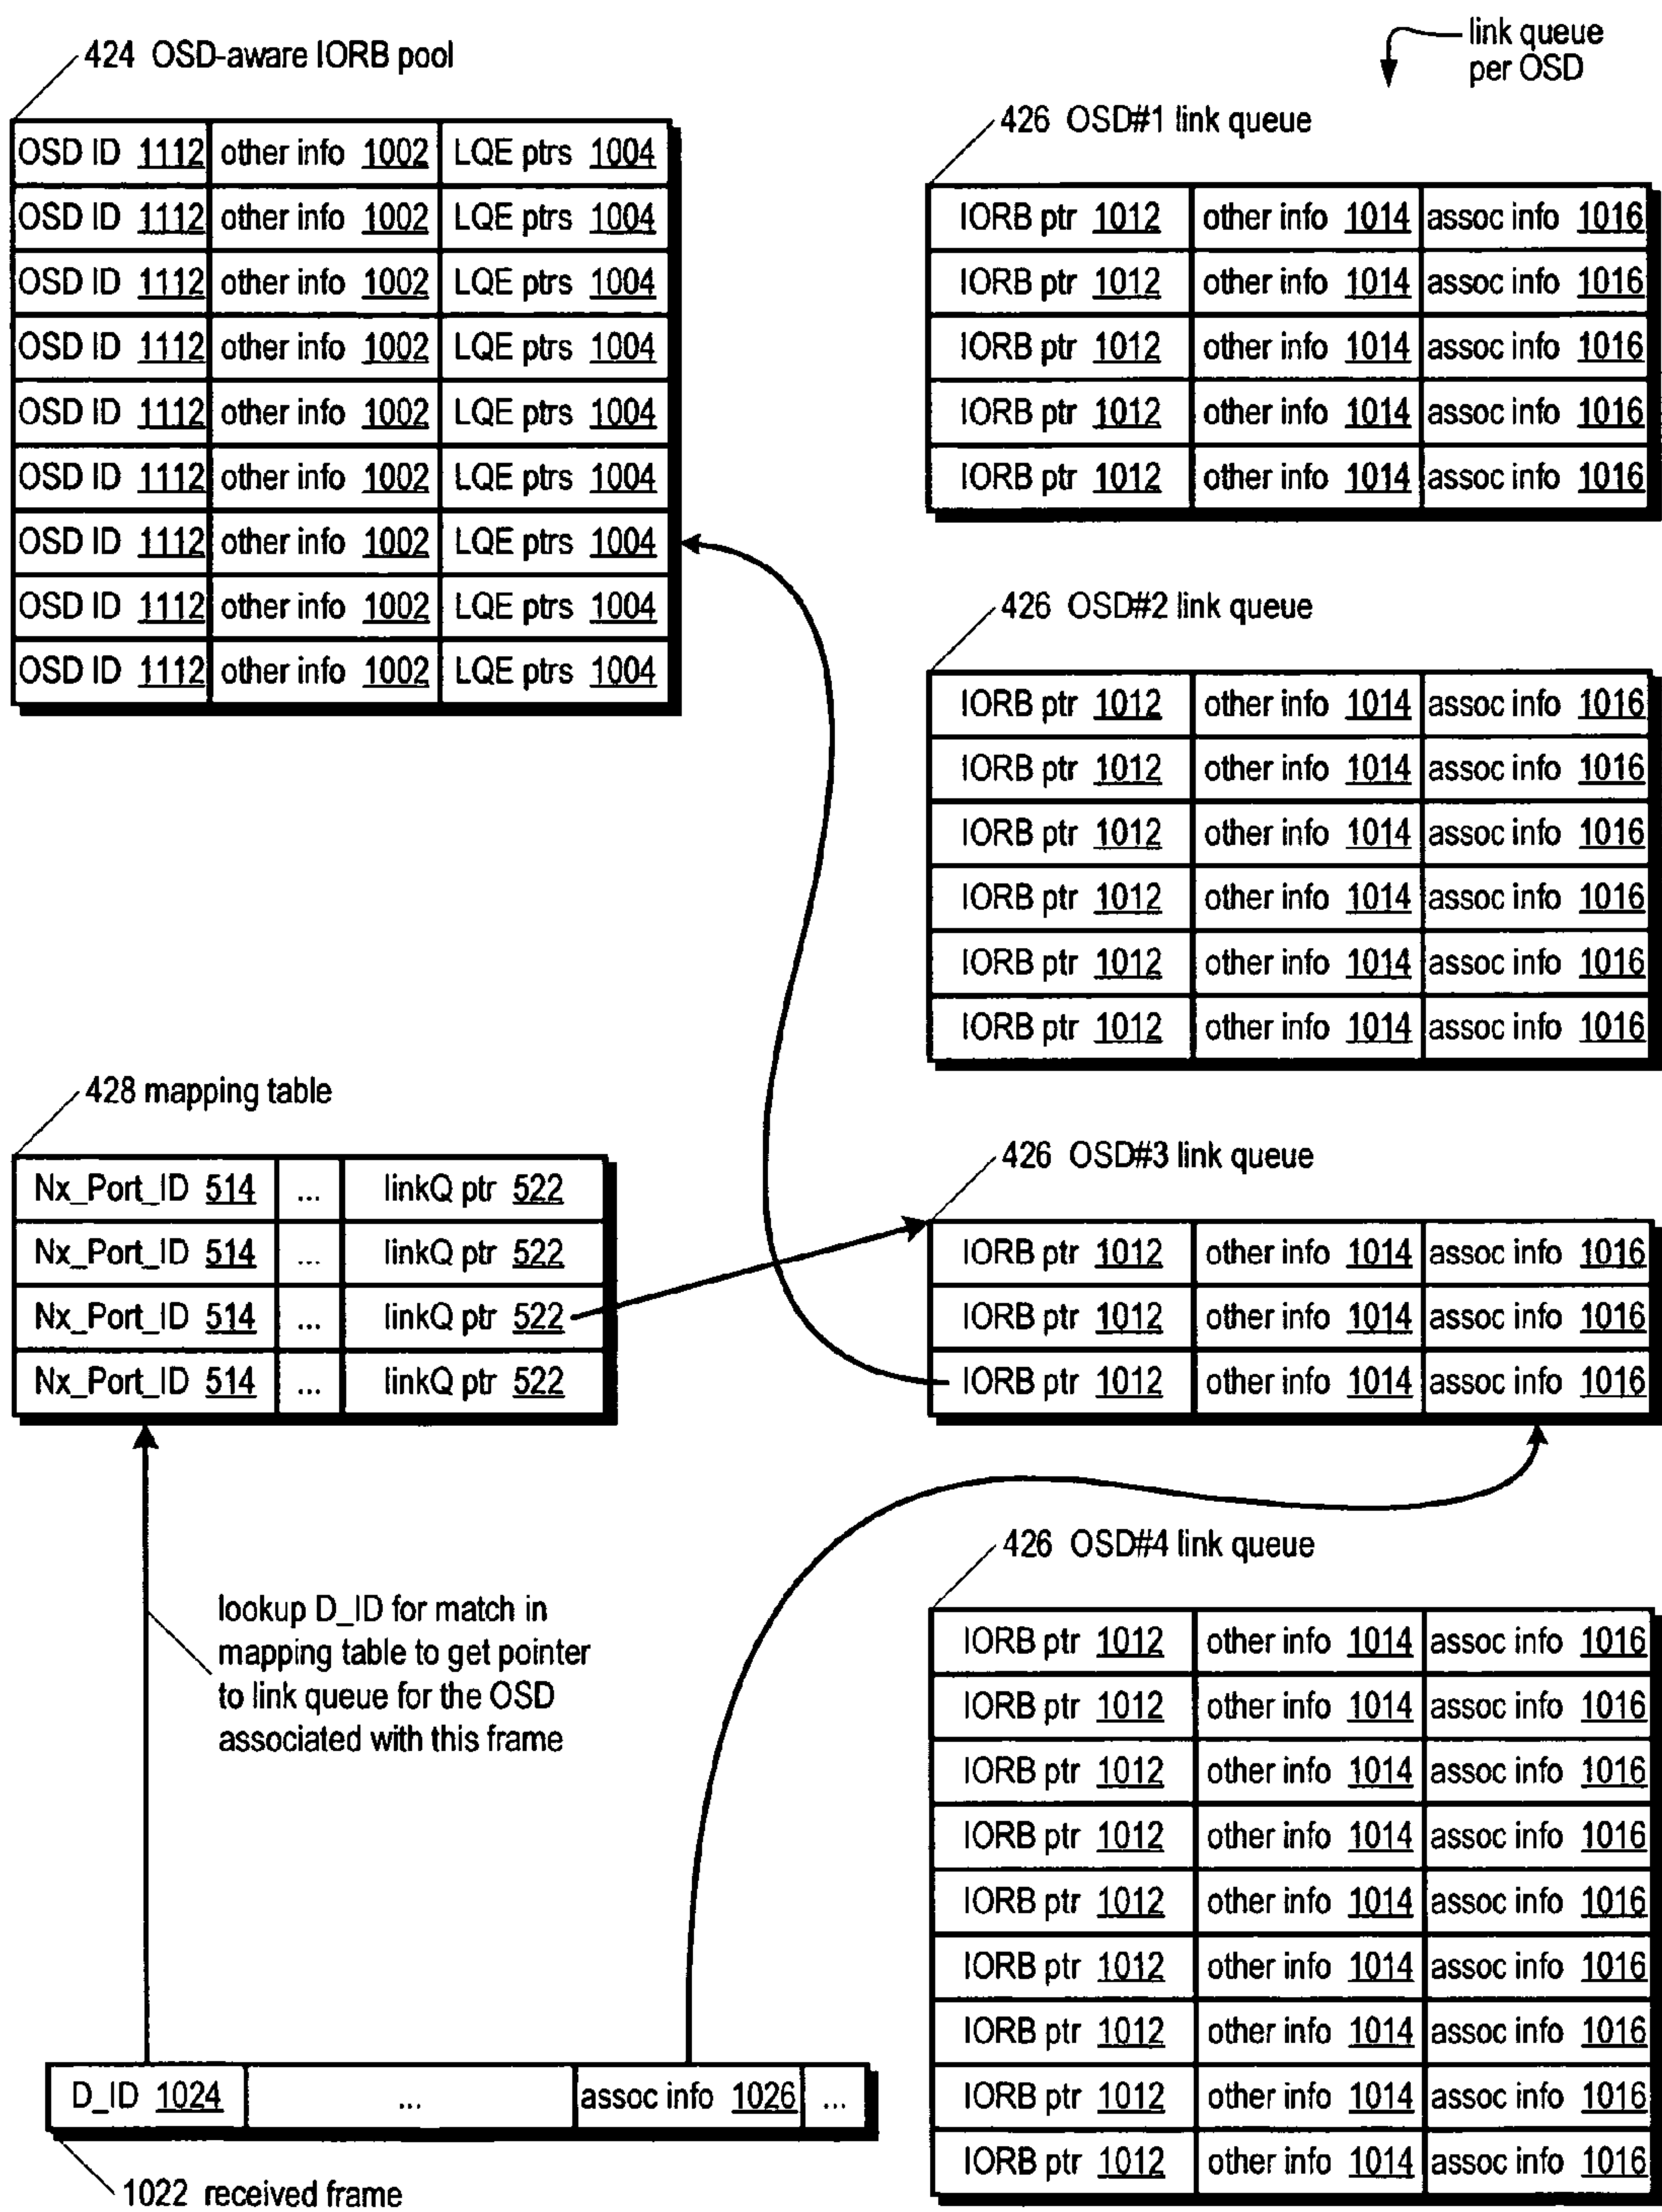 424 OSD-aware IORB pool
OSD ID 1112 other info 1002 LQE ptrs 1004
OSD ID 1112 other info 1002 LQE ptrs 1004
OSD ID 1112 other info 1002 LQE ptrs 1004
OSD ID 1112 other info 1002 LQE ptrs 1004
OSD ID 1112 other info 1002 LQE ptrs 1004
OSD ID 1112 other info 1002 LQE ptrs 1004
OSD ID 1112 other info 1002 LQE ptrs 1004
OSD ID 1112 other info 1002 LQE ptrs 1004
OSD ID 1112 other info 1002 LQE ptrs 1004
link queue
per OSD
426 OSD#1 link queue
IORB ptr 1012 other info 1014 assoc info 1016
IORB ptr 1012 other info 1014 assoc info 1016
IORB ptr 1012 other info 1014 assoc info 1016
IORB ptr 1012 other info 1014 assoc info 1016
IORB ptr 1012 other info 1014 assoc info 1016
426 OSD#2 link queue
IORB ptr 1012 other info 1014 assoc info 1016
IORB ptr 1012 other info 1014 assoc info 1016
IORB ptr 1012 other info 1014 assoc info 1016
IORB ptr 1012 other info 1014 assoc info 1016
IORB ptr 1012 other info 1014 assoc info 1016
IORB ptr 1012 other info 1014 assoc info 1016
428 mapping table
Nx_Port_ID 514 ... linkQ ptr 522
Nx_Port_ID 514 ... linkQ ptr 522
Nx_Port_ID 514 ... linkQ ptr 522
Nx_Port_ID 514 ... linkQ ptr 522
426 OSD#3 link queue
IORB ptr 1012 other info 1014 assoc info 1016
IORB ptr 1012 other info 1014 assoc info 1016
IORB ptr 1012 other info 1014 assoc info 1016
lookup D_ID for match in
mapping table to get pointer
to link queue for the OSD
associated with this frame
426 OSD#4 link queue
IORB ptr 1012 other info 1014 assoc info 1016
IORB ptr 1012 other info 1014 assoc info 1016
IORB ptr 1012 other info 1014 assoc info 1016
IORB ptr 1012 other info 1014 assoc info 1016
IORB ptr 1012 other info 1014 assoc info 1016
IORB ptr 1012 other info 1014 assoc info 1016
IORB ptr 1012 other info 1014 assoc info 1016
IORB ptr 1012 other info 1014 assoc info 1016
IORB ptr 1012 other info 1014 assoc info 1016
D_ID 1024 ... assoc info 1026 ...
1022 received frame